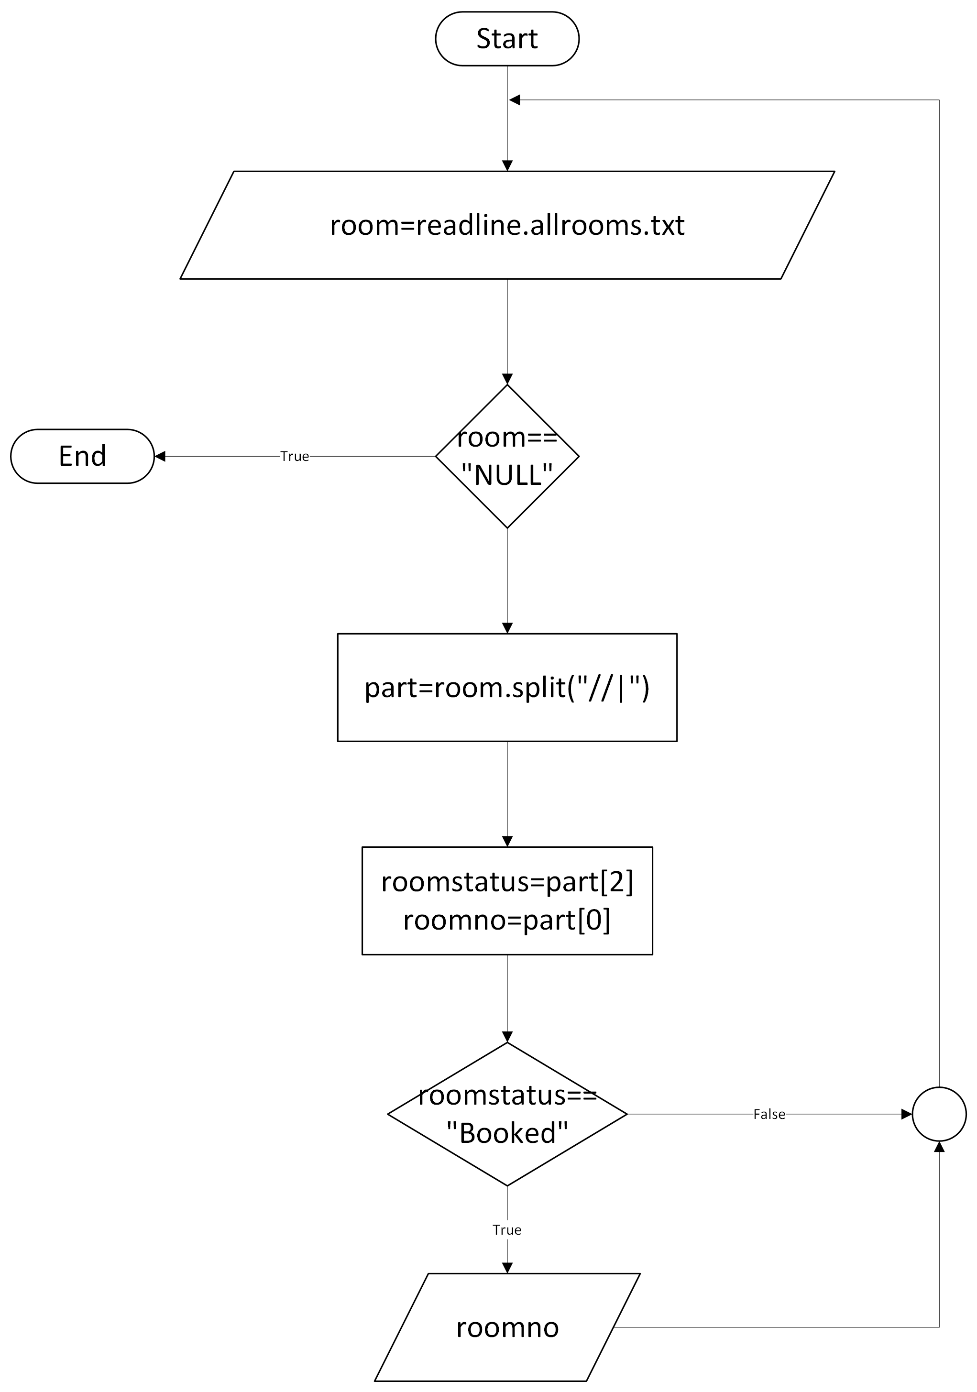 Start
room=readline.allrooms.txt
room==
"NULL"
True
End
part=room.split("//|")
roomstatus=part[2]
roomno=part[0]
roomstatus==
"Booked"
False
True
roomno